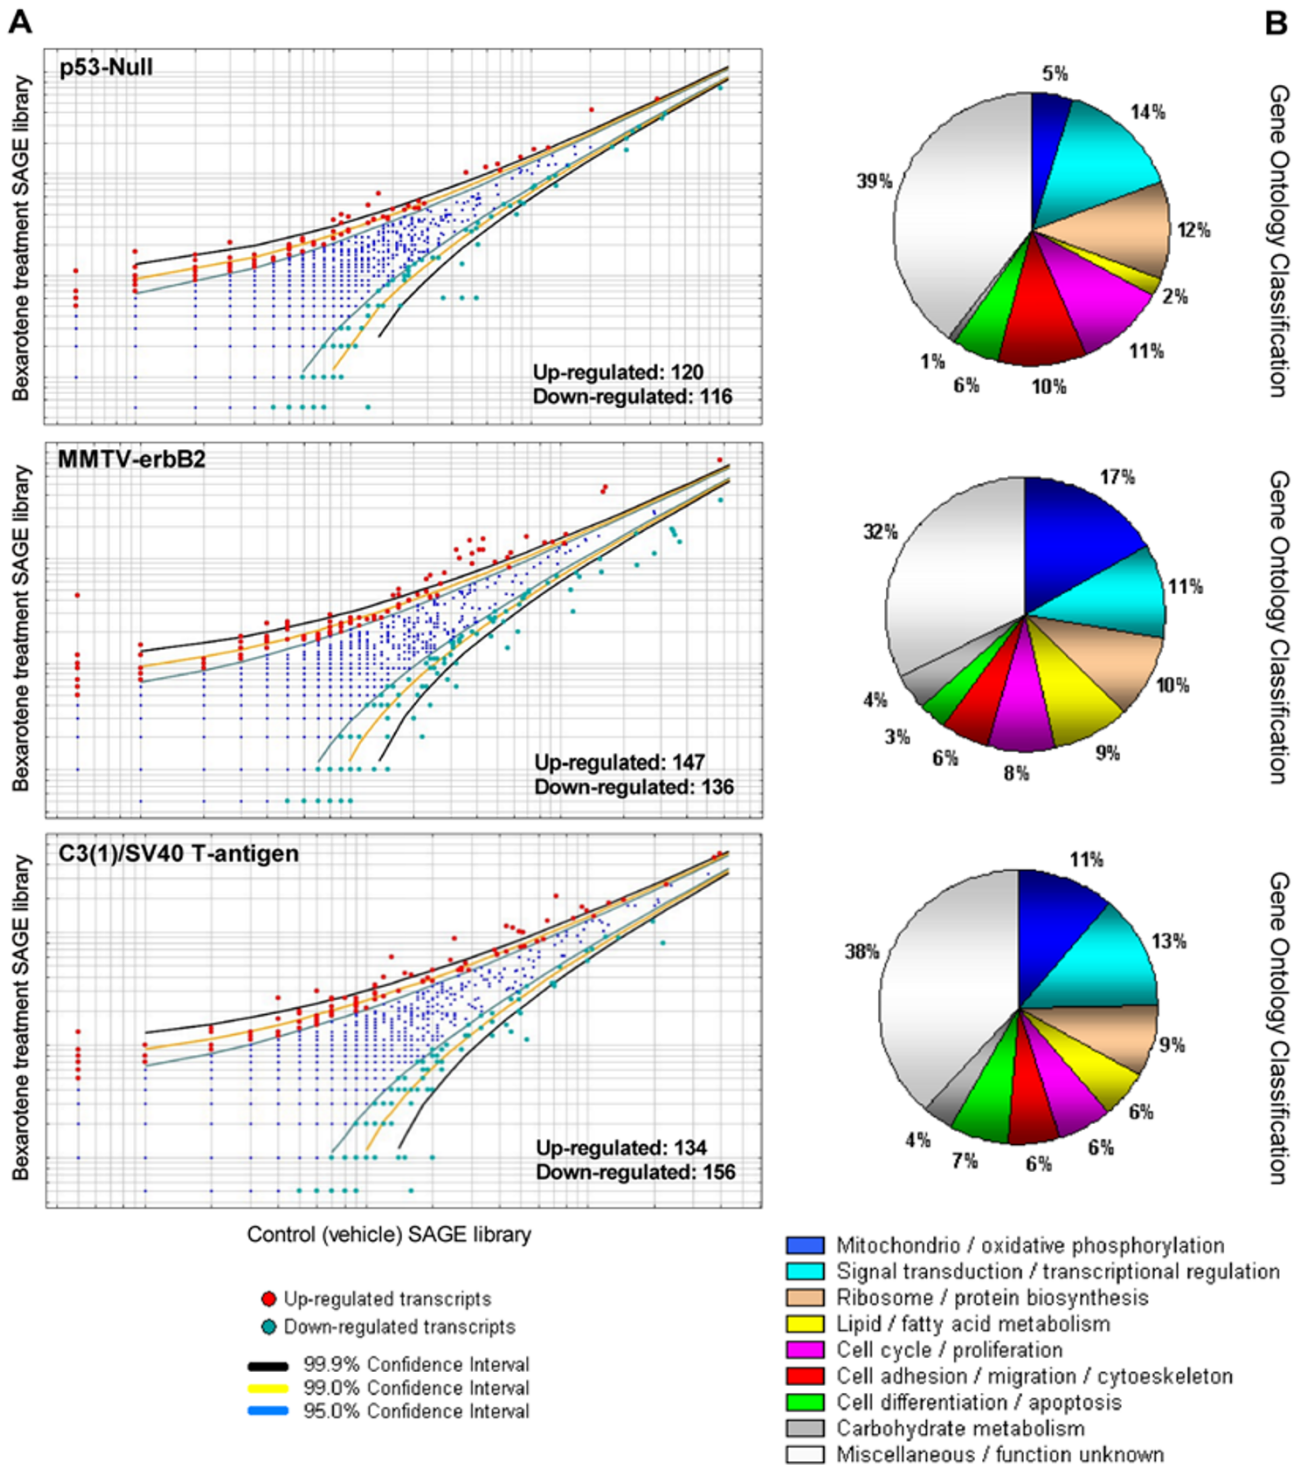 A
B
p53-Null
Bexarotene treatment SAGE library
Up-regulated: 120
Down-regulated: 116
5%
14%
12%
2%
11%
10%
6%
1%
39%
Gene Ontology Classification
MMTV-erbB2
Bexarotene treatment SAGE library
Up-regulated: 147
Down-regulated: 136
17%
11%
10%
9%
8%
6%
3%
4%
32%
Gene Ontology Classification
C3(1)/SV40 T-antigen
Bexarotene treatment SAGE library
Up-regulated: 134
Down-regulated: 156
11%
13%
9%
6%
6%
6%
7%
4%
38%
Gene Ontology Classification
Control (vehicle) SAGE library
Up-regulated transcripts
Down-regulated transcripts
99.9% Confidence Interval
99.0% Confidence Interval
95.0% Confidence Interval
Mitochondrio / oxidative phosphorylation
Signal transduction / transcriptional regulation
Ribosome / protein biosynthesis
Lipid / fatty acid metabolism
Cell cycle / proliferation
Cell adhesion / migration / cytoeskeleton
Cell differentiation / apoptosis
Carbohydrate metabolism
Miscellaneous / function unknown